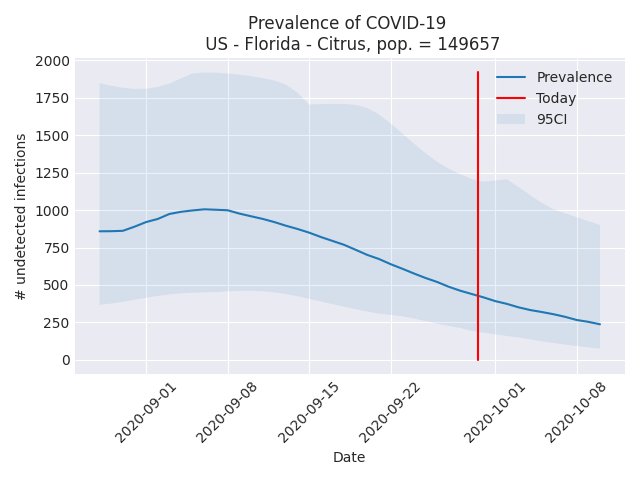 Prevalence of COVID-19
US - Florida - Citrus, pop. = 149657
2000
1750
1500
1250
1000
750
500
250
0
# undetected infections
Prevalence
Today
95CI
2020-09-01
2020-09-08
2020-09-15
2020-09-22
2020-10-01
2020-10-08
Date